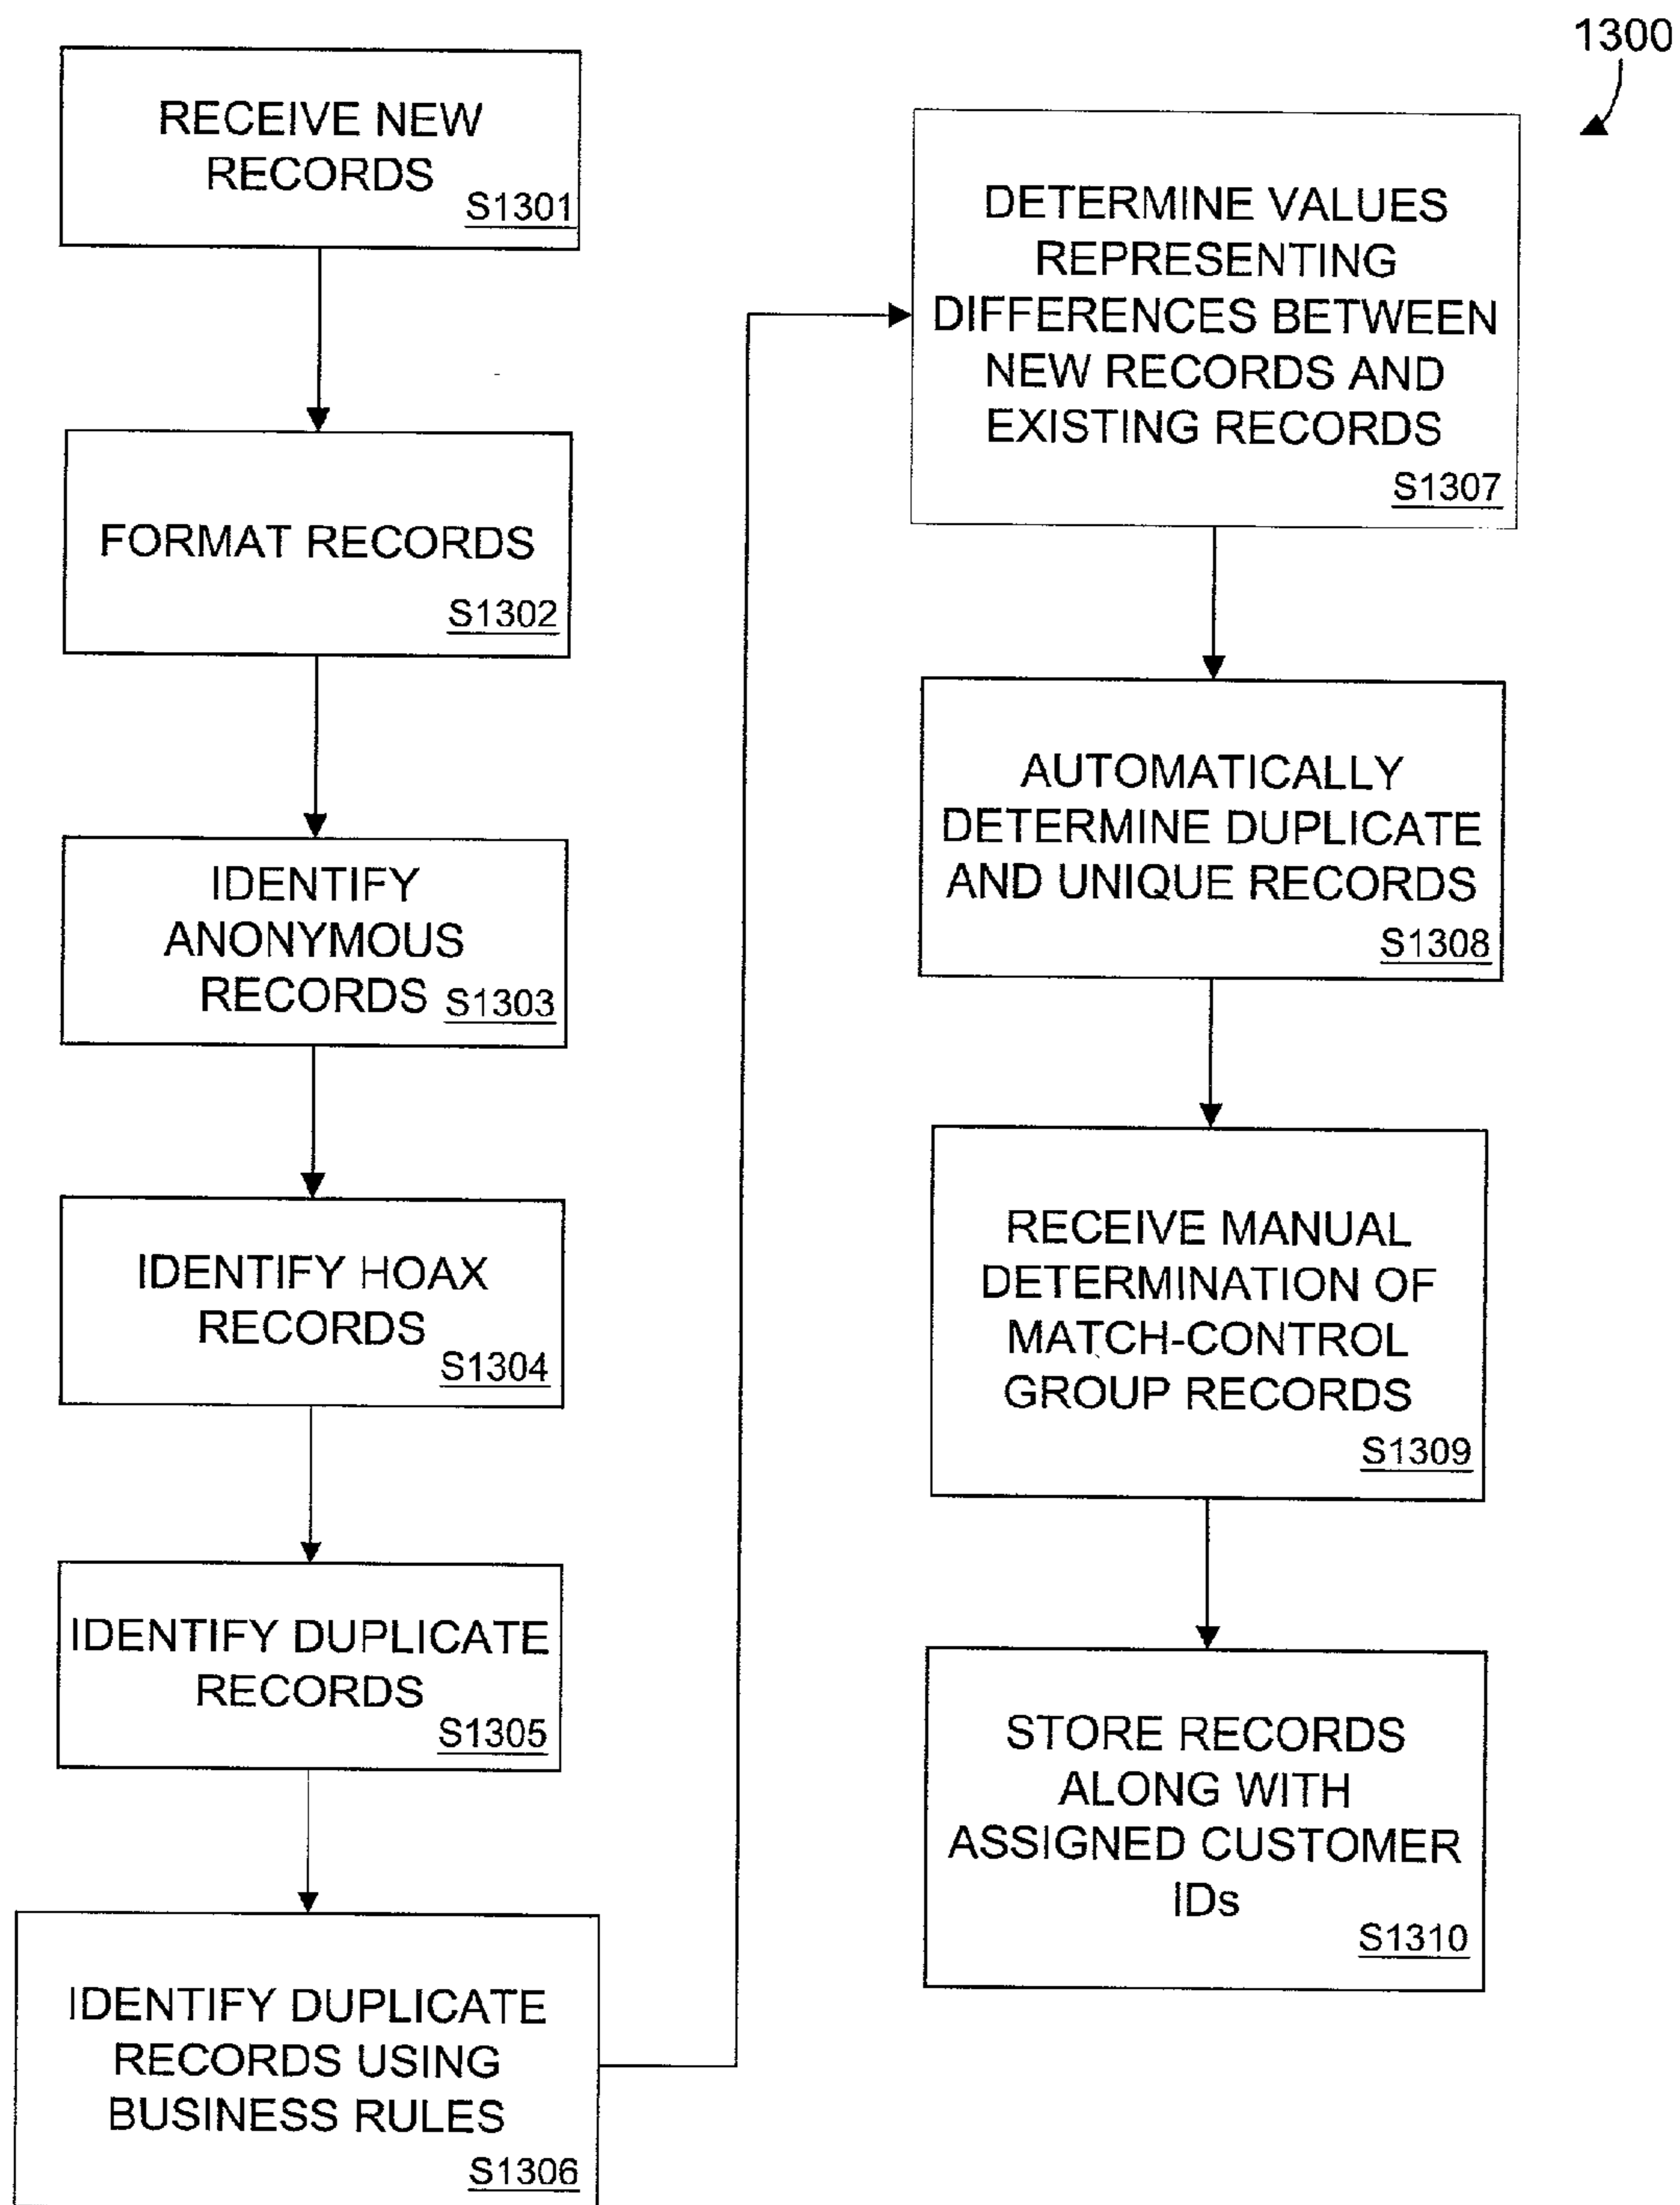 1300
RECEIVE NEW
RECORDS
S1301
FORMAT RECORDS
S1302
IDENTIFY
ANONYMOUS
RECORDS
S1303
IDENTIFY HOAX
RECORDS
S1304
IDENTIFY DUPLICATE
RECORDS
S1305
IDENTIFY DUPLICATE
RECORDS USING
BUSINESS RULES
S1306
DETERMINE VALUES
REPRESENTING
DIFFERENCES BETWEEN
NEW RECORDS AND
EXISTING RECORDS
S1307
AUTOMATICALLY
DETERMINE DUPLICATE
AND UNIQUE RECORDS
S1308
RECEIVE MANUAL
DETERMINATION OF
MATCH-CONTROL
GROUP RECORDS
S1309
STORE RECORDS
ALONG WITH
ASSIGNED CUSTOMER
IDs
S1310